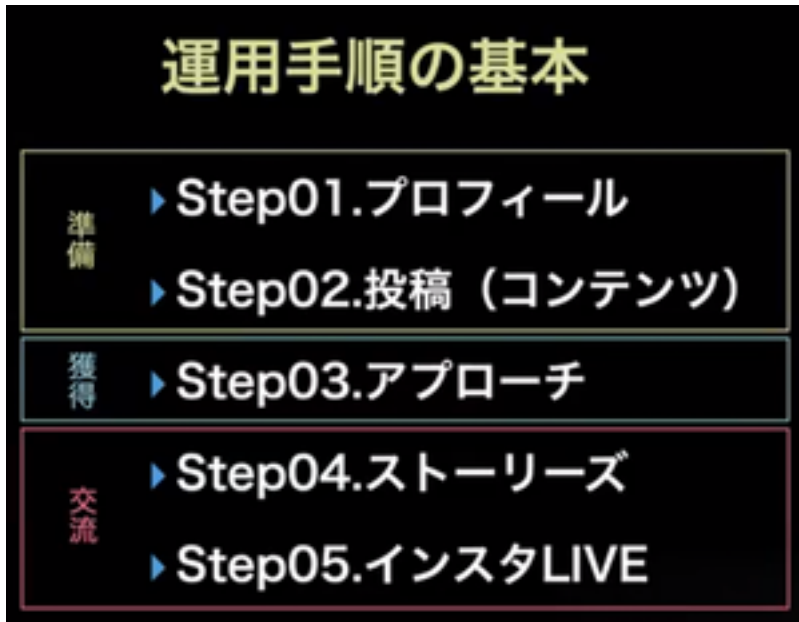 運用手順の基本
準備
Step01.プロフィール
Step02.投稿（コンテンツ）
獲得
Step03.アプローチ
交流
Step04.ストーリーズ
Step05.インスタLIVE